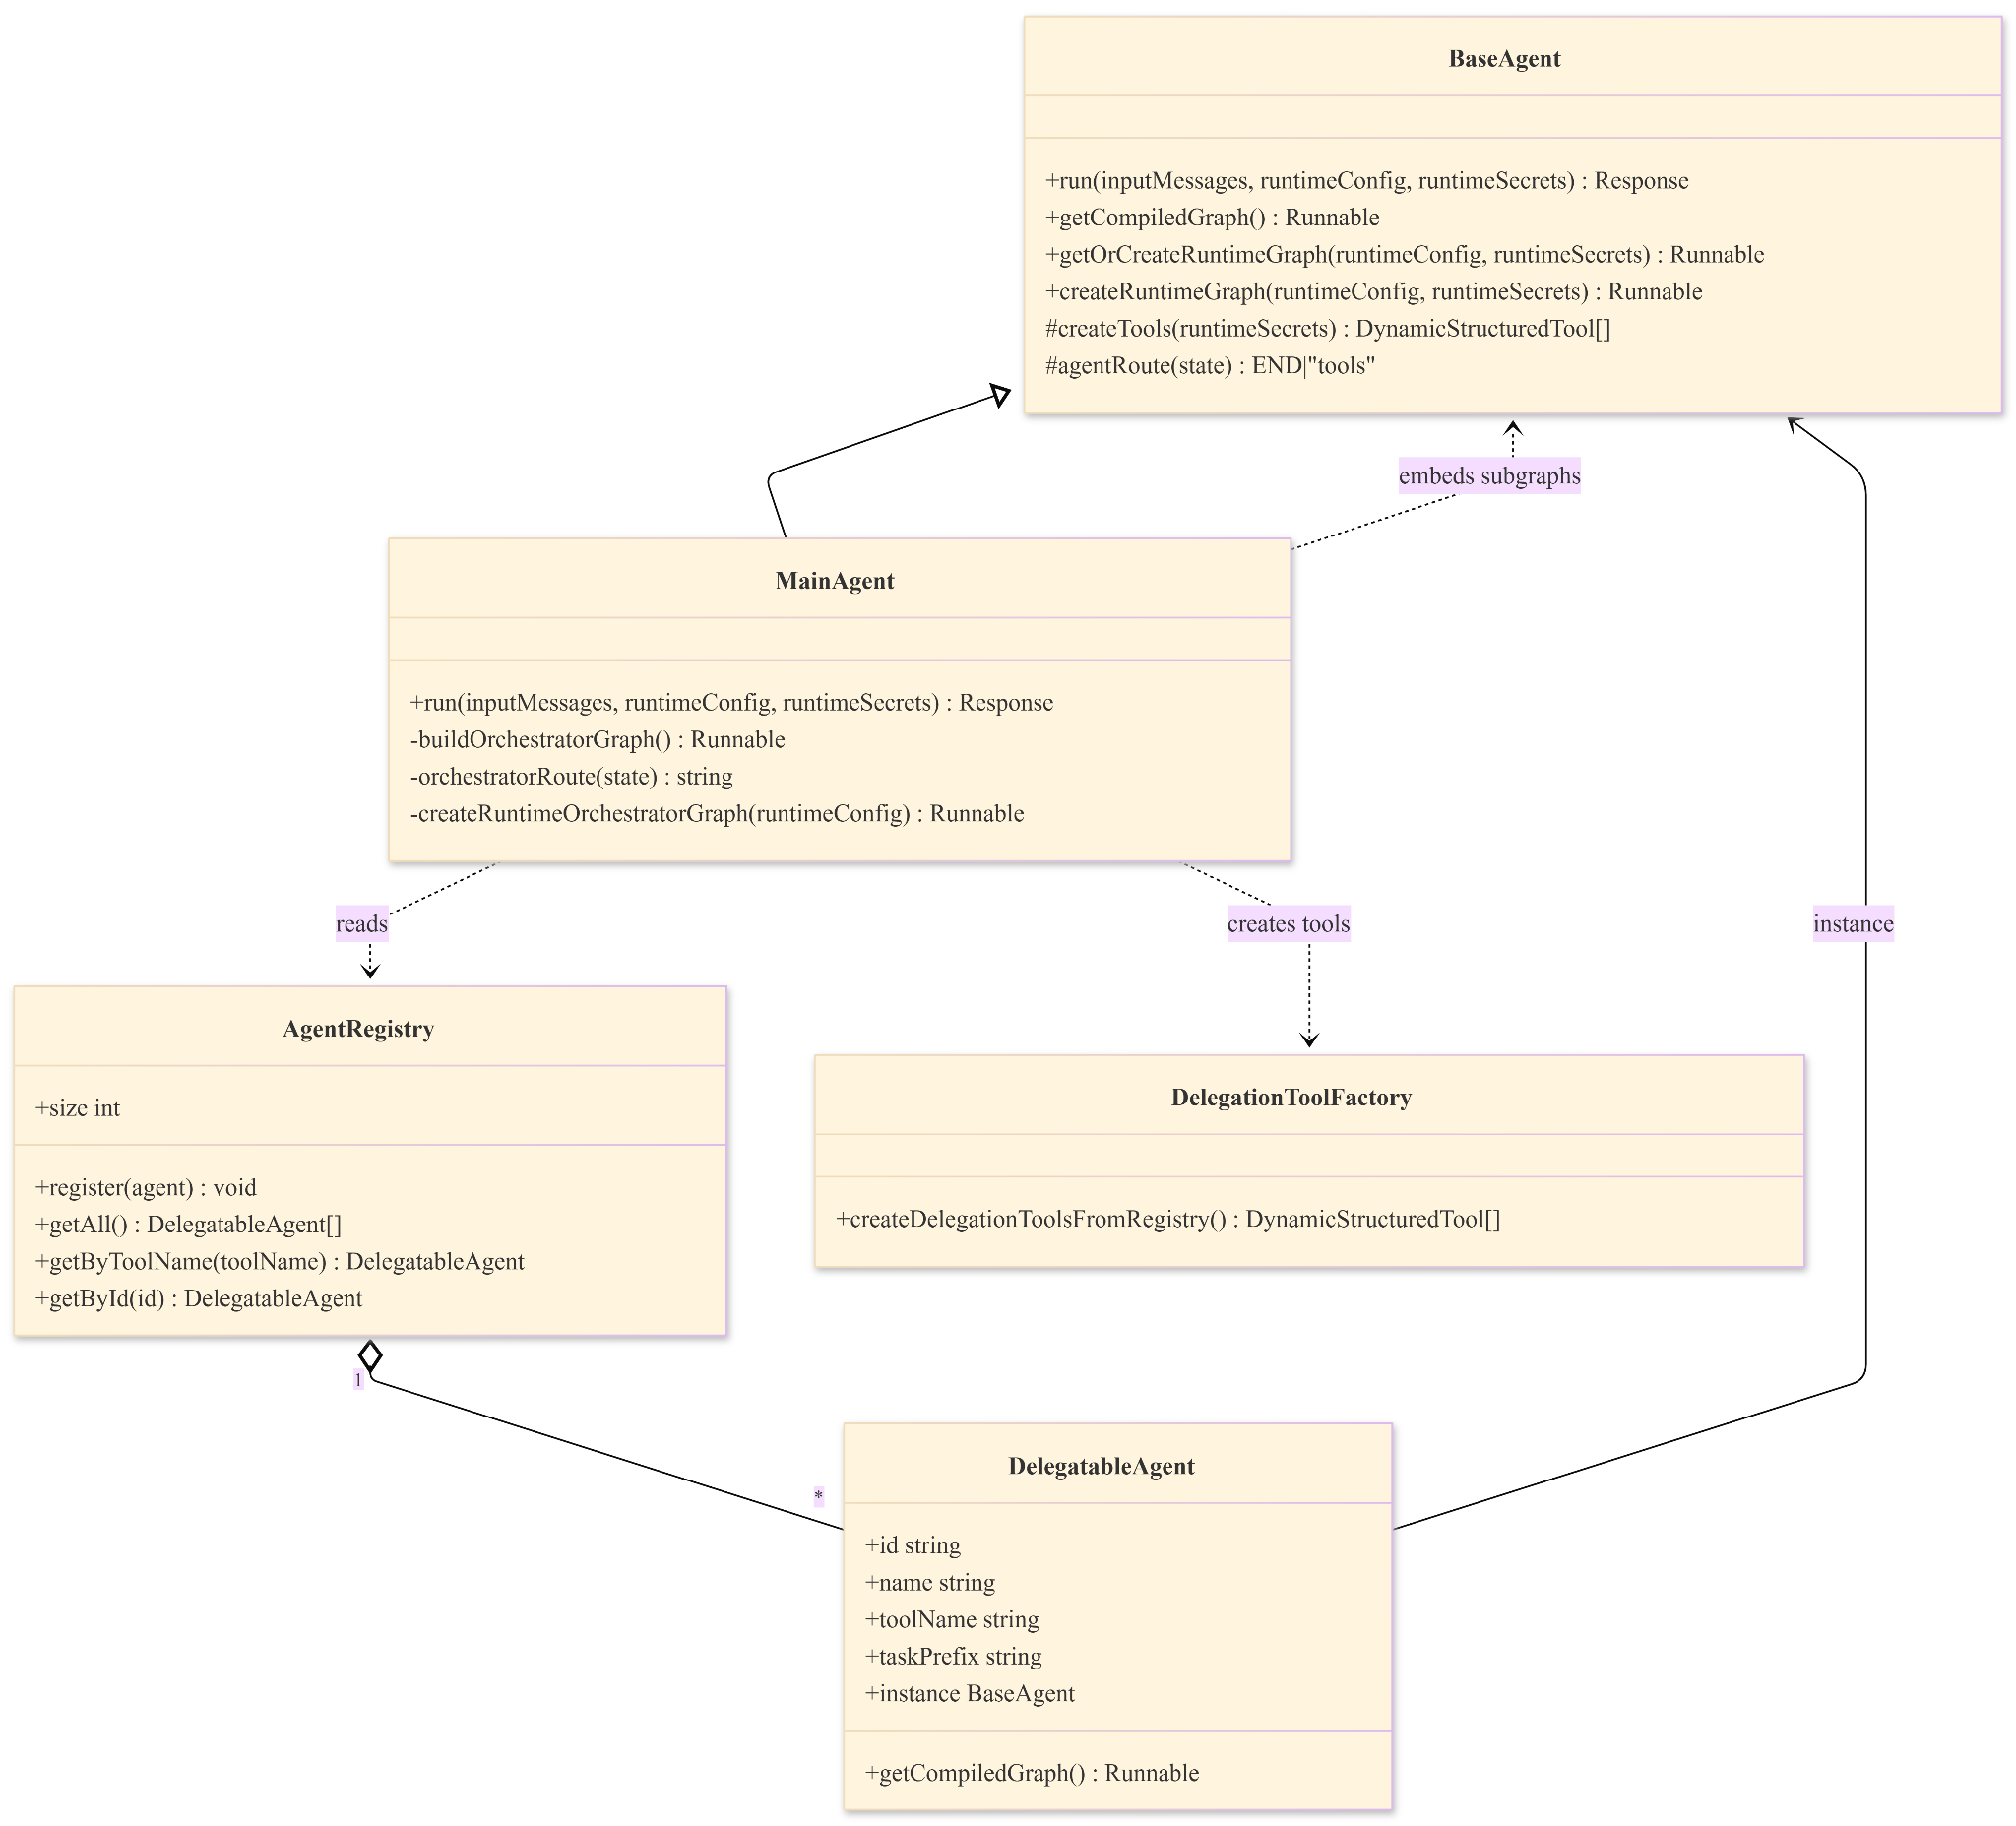 BaseAgent
+run(inputMessages, runtimeConfig, runtimeSecrets) : Response
+getCompiledGraph() : Runnable
+getOrCreateRuntimeGraph(runtimeConfig, runtimeSecrets) : Runnable
+createRuntimeGraph(runtimeConfig, runtimeSecrets) : Runnable
#createTools(runtimeSecrets) : DynamicStructuredTool[]
#agentRoute(state) : END|"tools"
embeds subgraphs
MainAgent
+run(inputMessages, runtimeConfig, runtimeSecrets) : Response
-buildOrchestratorGraph() : Runnable
-orchestratorRoute(state) : string
-createRuntimeOrchestratorGraph(runtimeConfig) : Runnable
reads
creates tools
instance
AgentRegistry
+size int
+register(agent) : void
+getAll() : DelegatableAgent[]
+getByToolName(toolName) : DelegatableAgent
+getById(id) : DelegatableAgent
DelegationToolFactory
+createDelegationToolsFromRegistry() : DynamicStructuredTool[]
1
*
DelegatableAgent
+id string
+name string
+toolName string
+taskPrefix string
+instance BaseAgent
+getCompiledGraph() : Runnable